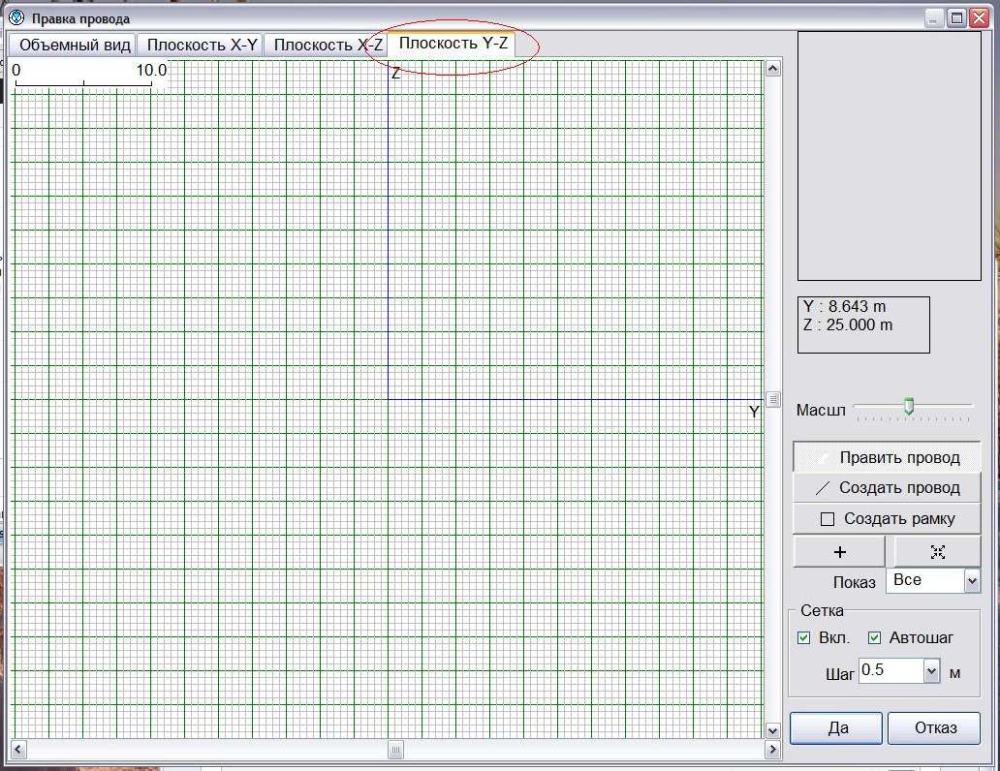 Правка провода
Объемный вид
Плоскость X-Y
Плоскость X-Z
Плоскость Y-Z
0 10.0
Z
Y
Y : 8.643 m
Z : 25.000 m
Масшт
Править провод
Создать провод
Создать рамку
+
Показ Все
Сетка
Вкл. Автошаг
Шаг 0.5 м
Да Отказ